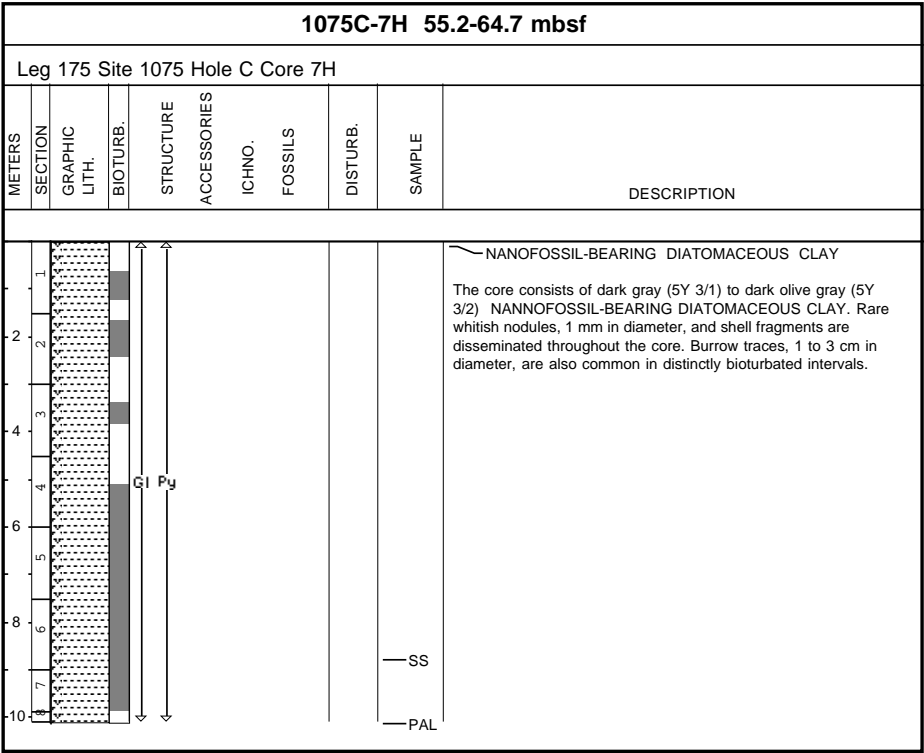 1075C-7H 55.2-64.7 mbsf
Leg 175 Site 1075 Hole C Core 7H
METERS
SECTION
GRAPHIC
LITH.
BIOTURB.
STRUCTURE
ACCESSORIES
ICHNO.
FOSSILS
DISTURB.
SAMPLE
DESCRIPTION
NANOFOSSIL-BEARING DIATOMACEOUS CLAY
The core consists of dark gray (5Y 3/1) to dark olive gray (5Y
3/2) NANNOFOSSIL-BEARING DIATOMACEOUS CLAY. Rare
whitish nodules, 1 mm in diameter, and shell fragments are
disseminated throughout the core. Burrow traces, 1 to 3 cm in
diameter, are also common in distinctly bioturbated intervals.
1
2
2
3
4
4
Gl Py
6
5
8
6
SS
7
10
8
PAL